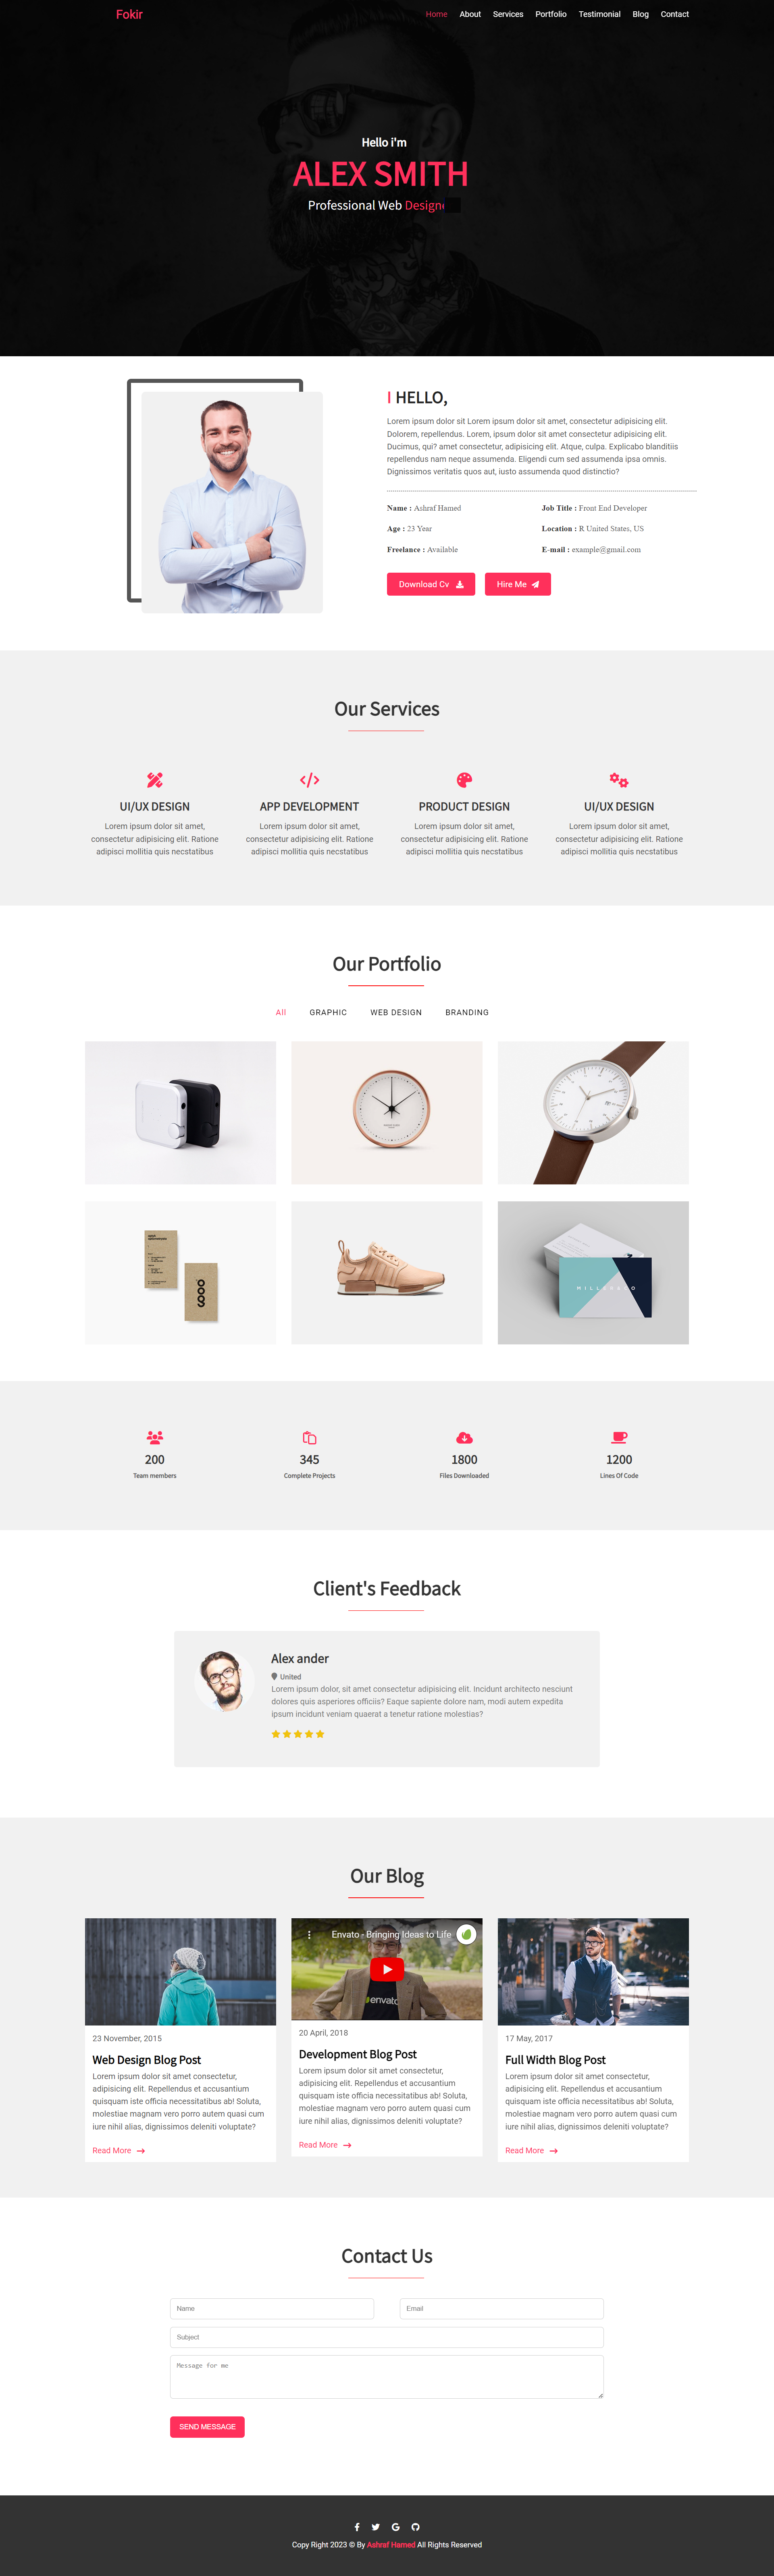 Fokir
Home About Services Portfolio Testimonial Blog Contact
Hello i'm
ALEX SMITH
Professional Web Designe
I HELLO,
Lorem ipsum dolor sit Lorem ipsum dolor sit amet, consectetur adipisicing elit.
Dolorem, repellendus. Lorem, ipsum dolor sit amet consectetur adipisicing elit.
Ducimus, qui? amet consectetur, adipisicing elit. Atque, culpa. Explicabo blanditiis
repellendus nam neque assumenda. Eligendi cum sed assumenda ipsa omnis.
Dignissimos veritatis quos aut, iusto assumenda quod distinctio?
Name : Ashraf Hamed
Job Title : Front End Developer
Age : 23 Year
Location : R United States, US
Freelance : Available
E-mail : example@gmail.com
Download Cv
Hire Me
Our Services
UI/UX DESIGN
Lorem ipsum dolor sit amet,
consectetur adipisicing elit. Ratione
adipisci mollitia quis necstatibus
APP DEVELOPMENT
Lorem ipsum dolor sit amet,
consectetur adipisicing elit. Ratione
adipisci mollitia quis necstatibus
PRODUCT DESIGN
Lorem ipsum dolor sit amet,
consectetur adipisicing elit. Ratione
adipisci mollitia quis necstatibus
UI/UX DESIGN
Lorem ipsum dolor sit amet,
consectetur adipisicing elit. Ratione
adipisci mollitia quis necstatibus
Our Portfolio
All GRAPHIC WEB DESIGN BRANDING
200
Team members
345
Complete Projects
1800
Files Downloaded
1200
Lines Of Code
Client's Feedback
Alex ander
United
Lorem ipsum dolor, sit amet consectetur adipisicing elit. Incidunt architecto nesciunt
dolores quis asperiores officiis? Eaque sapiente dolore nam, modi autem expedita
ipsum incidunt veniam quaerat a tenetur ratione molestias?
Our Blog
23 November, 2015
Web Design Blog Post
Lorem ipsum dolor sit amet consectetur,
adipisicing elit. Repellendus et accusantium
quisquam iste officia necessitatibus ab! Soluta,
molestiae magnam vero porro autem quasi cum
iure nihil alias, dignissimos deleniti voluptate?
Read More
Envato - Bringing Ideas to Life
envato
20 April, 2018
Development Blog Post
Lorem ipsum dolor sit amet consectetur,
adipisicing elit. Repellendus et accusantium
quisquam iste officia necessitatibus ab! Soluta,
molestiae magnam vero porro autem quasi cum
iure nihil alias, dignissimos deleniti voluptate?
Read More
17 May, 2017
Full Width Blog Post
Lorem ipsum dolor sit amet consectetur,
adipisicing elit. Repellendus et accusantium
quisquam iste officia necessitatibus ab! Soluta,
molestiae magnam vero porro autem quasi cum
iure nihil alias, dignissimos deleniti voluptate?
Read More
Contact Us
Name
Email
Subject
Message for me
SEND MESSAGE
Copy Right 2023 © By Ashraf Hamed All Rights Reserved